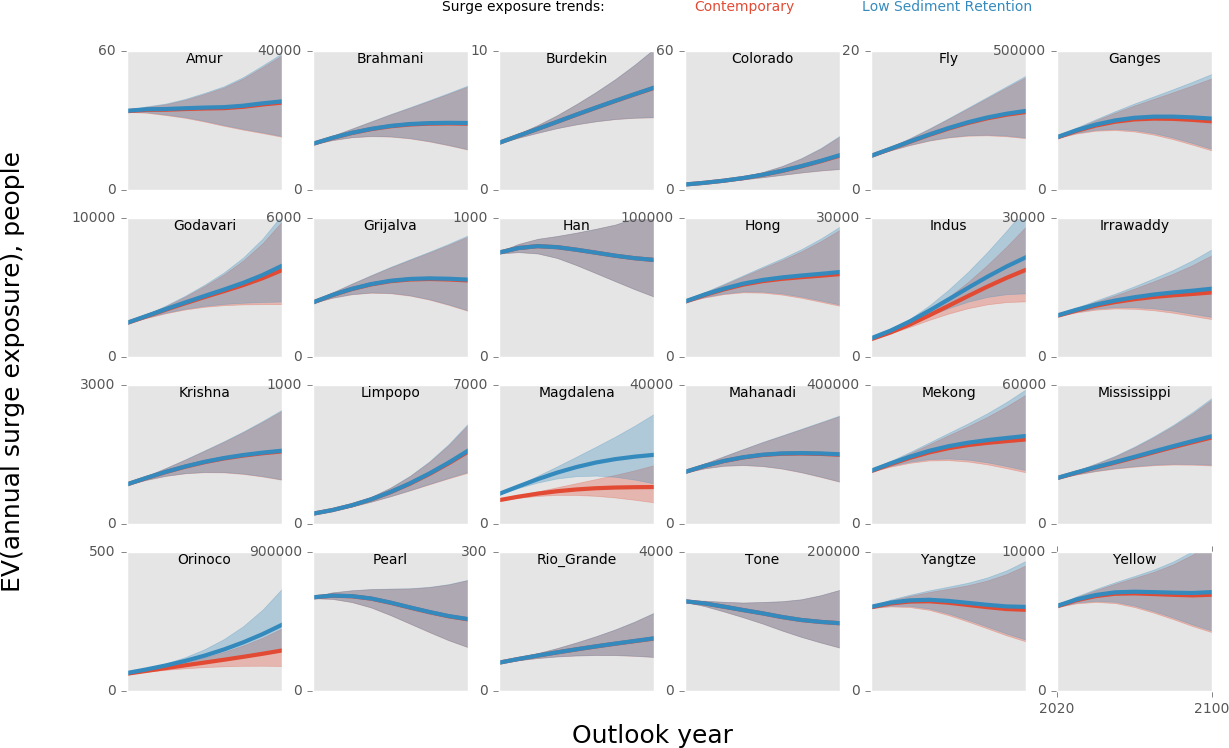 Surge exposure trends: Contemporary Low Sediment Retention
60 40000 10 60 20 500000
Amur Brahmani Burdekin Colorado Fly Ganges
0 0 0 0 0 0
10000 6000 1000 100000 30000 30000
Godavari Grijalva Han Hong Indus Irrawaddy
0 0 0 0 0 0
3000 1000 7000 40000 400000 60000
Krishna Limpopo Magdalena Mahanadi Mekong Mississippi
0 0 0 0 0 0
500 900000 300 4000 200000 10000
Orinoco Pearl Rio_Grande Tone Yangtze Yellow
0 0 0 0 0 0
2020 2100
EV(annual surge exposure), people
Outlook year